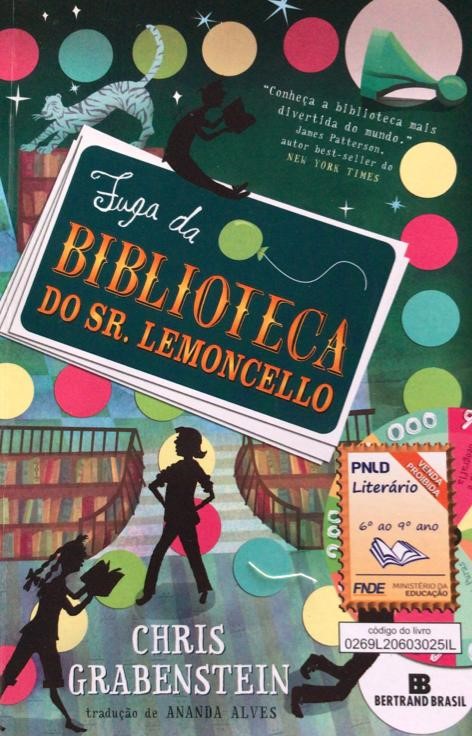 "Conheça a biblioteca mais
divertida do mundo."
James Patterson,
autor best-seller do
NEW YORK TIMES
Fuga da
BIBLIOTECA
DO SR. LEMONCELLO
PNLD
Literário
VENDA
PROIBIDA
6º ao 9º ano
FNDE
MINISTÉRIO DA
EDUCAÇÃO
código do livro
0269L20603025IL
CHRIS
GRABENSTEIN
tradução de ANANDA ALVES
BB
BERTRAND BRASIL